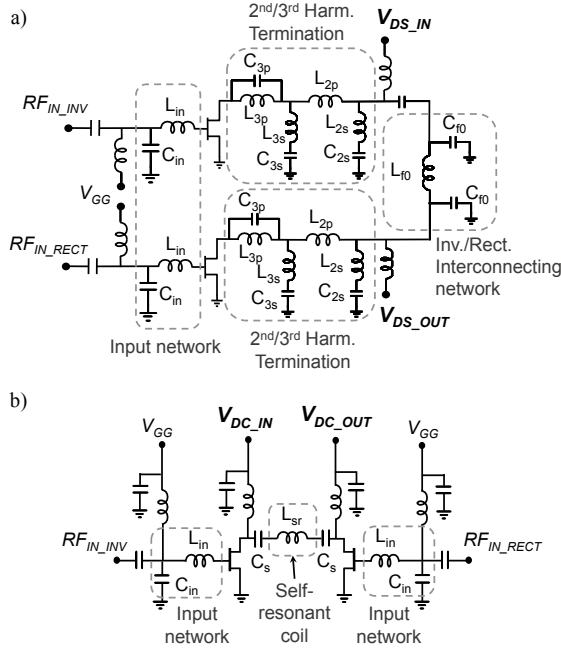 a)
2nd/3rd Harm.
Termination
V_DS_IN
C3p
L2p
RF_IN_INV
Lin
L3p
L3s
L2s
Cf0
Cin
C3s
C2s
Lf0
VGG
Cf0
C3p
L2p
RF_IN_RECT
Lin
L3p
L3s
L2s
Inv./Rect.
Interconnecting
network
Cin
C3s
C2s
V_DS_OUT
Input network
2nd/3rd Harm.
Termination
b)
VGG
V_DC_IN
V_DC_OUT
VGG
Lsr
RF_IN_INV
Lin
Lin
RF_IN_RECT
Cin
Cs
Cs
Cin
Input
network
Self-
resonant
coil
Input
network